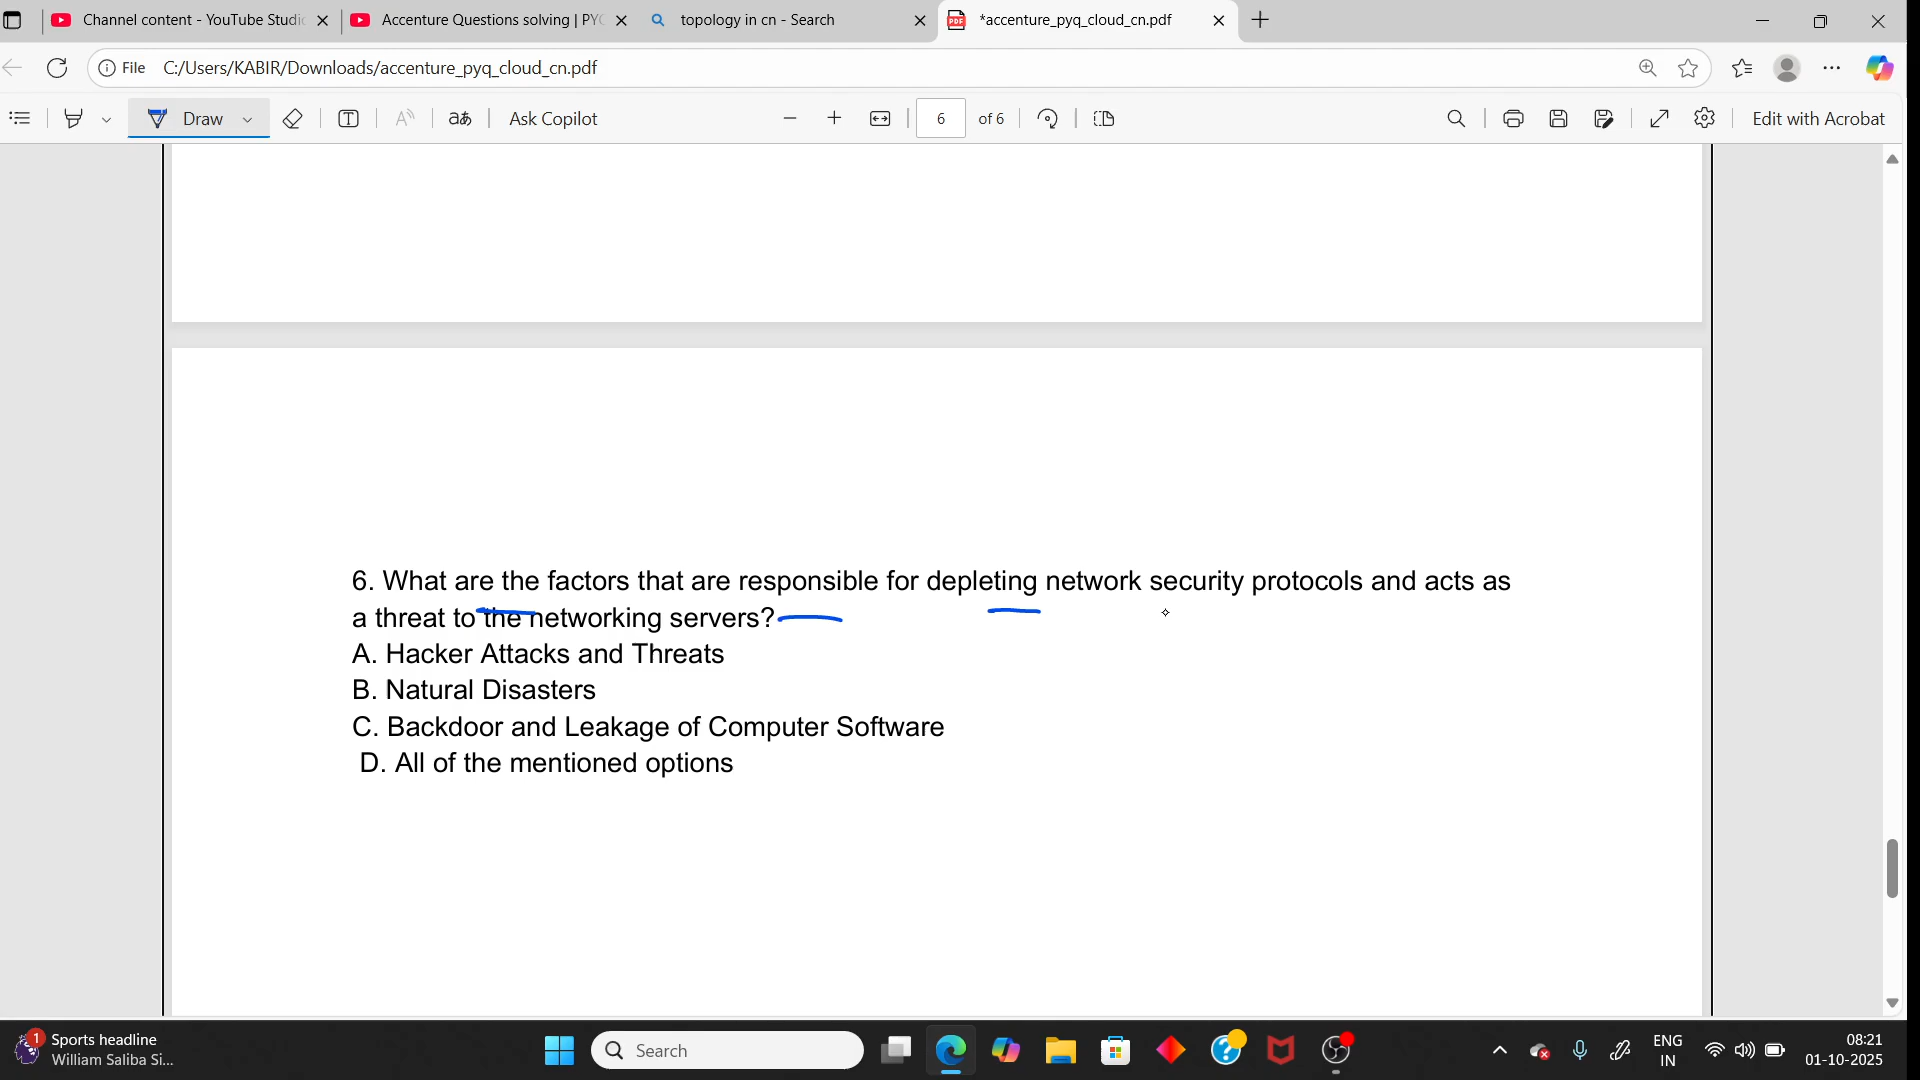 Channel content - YouTube Studi
Accenture Questions solving | PY
topology in cn - Search
*accenture_pyq_cloud_cn.pdf
File C:/Users/KABIR/Downloads/accenture_pyq_cloud_cn.pdf
Draw
Ask Copilot
6 of 6
Edit with Acrobat
6. What are the factors that are responsible for depleting network security protocols and acts as
a threat to the networking servers?
A. Hacker Attacks and Threats
B. Natural Disasters
C. Backdoor and Leakage of Computer Software
D. All of the mentioned options
1
Sports headline
William Saliba Si...
Search
ENG
IN
08:21
01-10-2025